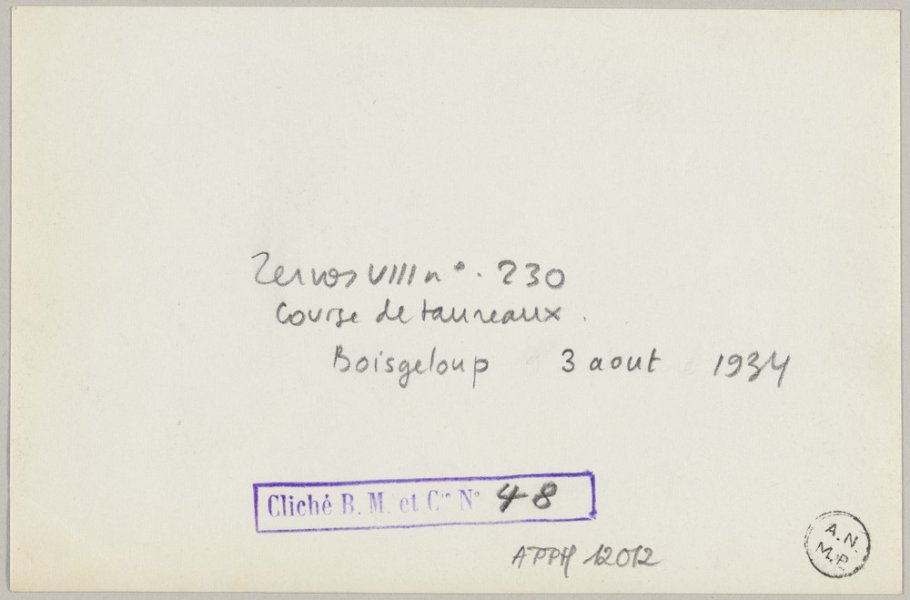 Zervos VIII n°. 230
Course de taureaux.
Boisgeloup 3 aout 1934
Cliché B. M. et Cie N° 48
APPH 12012
A.N.
M.P.